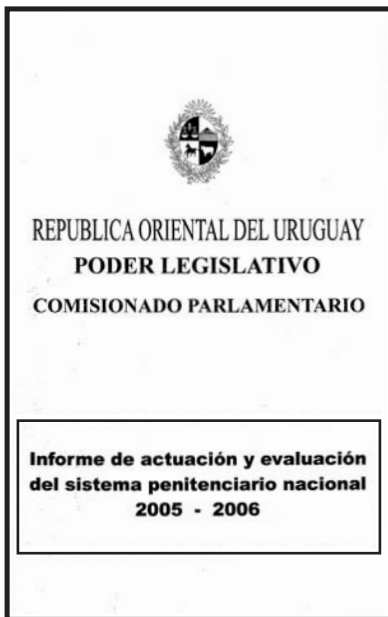 REPUBLICA ORIENTAL DEL URUGUAY
PODER LEGISLATIVO
COMISIONADO PARLAMENTARIO
Informe de actuación y evaluación
del sistema penitenciario nacional
2005 - 2006